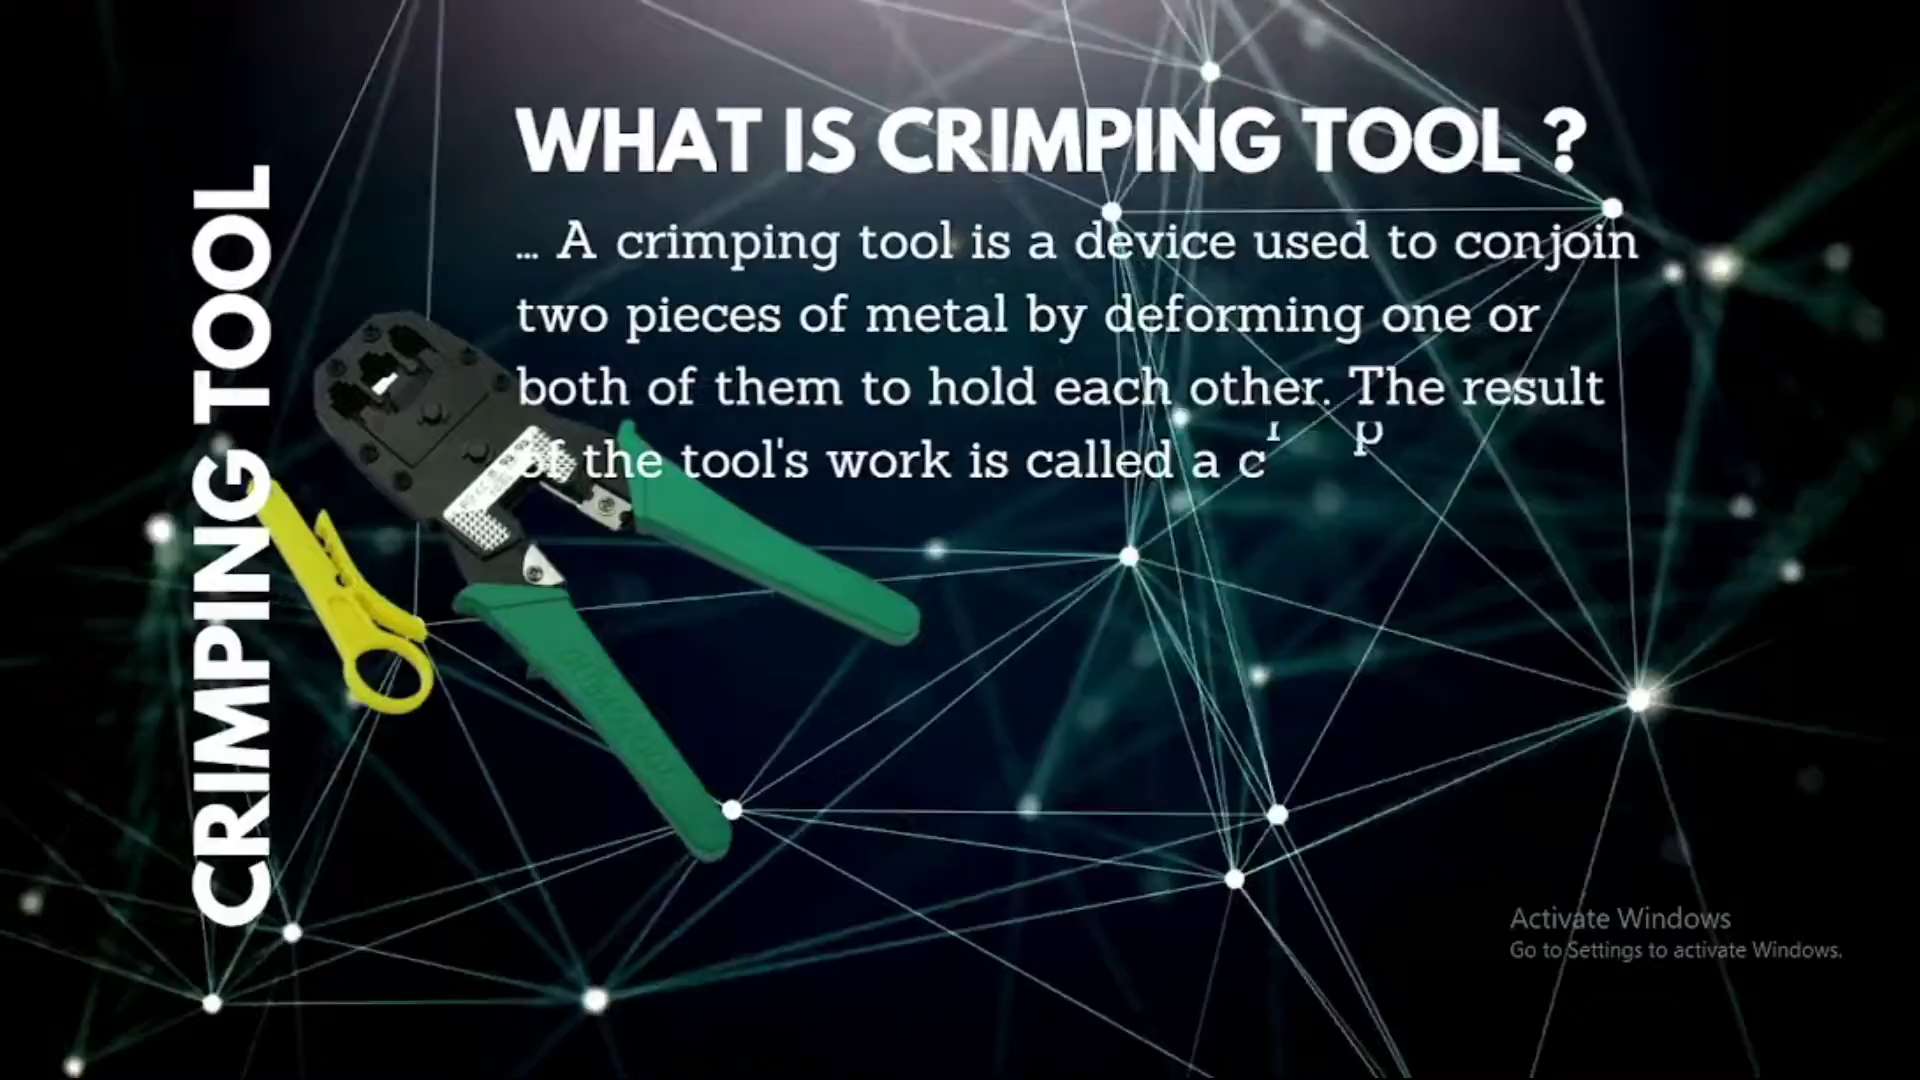 WHAT IS CRIMPING TOOL ?
... A crimping tool is a device used to conjoin
two pieces of metal by deforming one or
both of them to hold each other. The result
of the tool's work is called a c r p
CRIMPING TOOL
Activate Windows
Go to Settings to activate Windows.